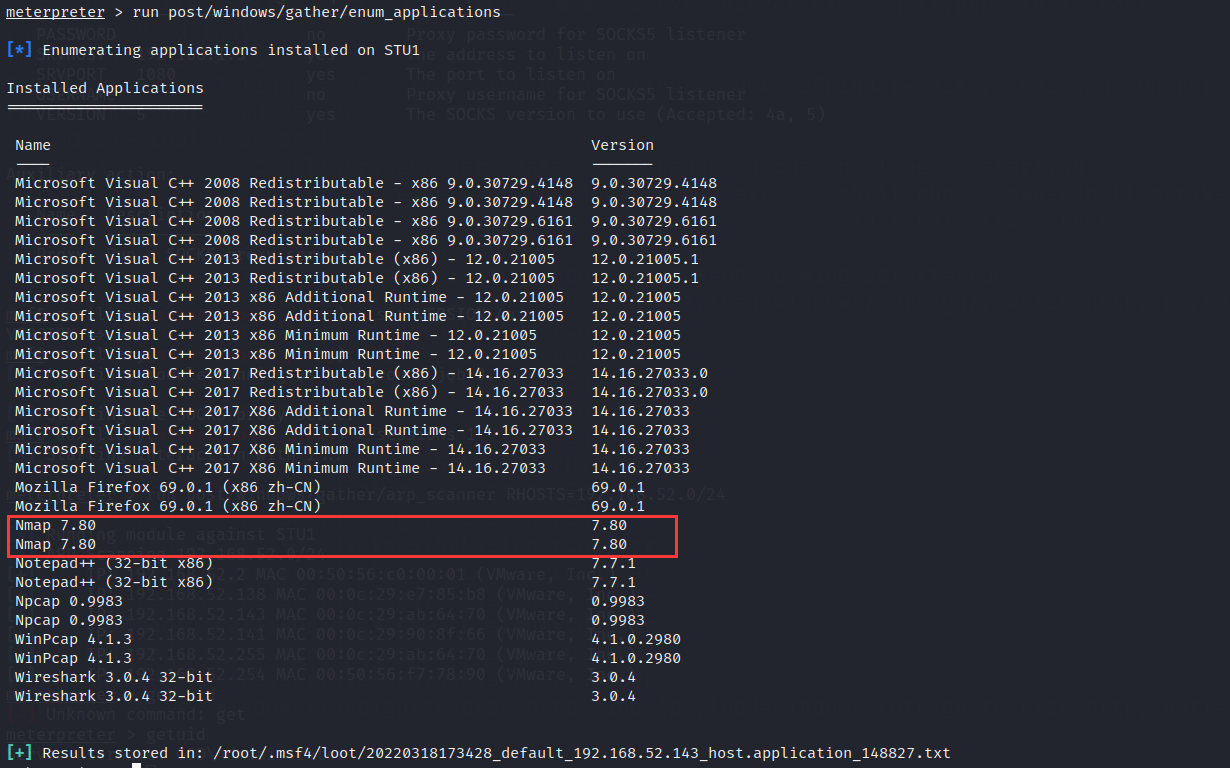 meterpreter > run post/windows/gather/enum_applications
[*] Enumerating applications installed on STU1
Installed Applications
Name Version
Microsoft Visual C++ 2008 Redistributable - x86 9.0.30729.4148 9.0.30729.4148
Microsoft Visual C++ 2008 Redistributable - x86 9.0.30729.4148 9.0.30729.4148
Microsoft Visual C++ 2008 Redistributable - x86 9.0.30729.6161 9.0.30729.6161
Microsoft Visual C++ 2008 Redistributable - x86 9.0.30729.6161 9.0.30729.6161
Microsoft Visual C++ 2013 Redistributable (x86) - 12.0.21005 12.0.21005.1
Microsoft Visual C++ 2013 Redistributable (x86) - 12.0.21005 12.0.21005.1
Microsoft Visual C++ 2013 x86 Additional Runtime - 12.0.21005 12.0.21005
Microsoft Visual C++ 2013 x86 Additional Runtime - 12.0.21005 12.0.21005
Microsoft Visual C++ 2013 x86 Minimum Runtime - 12.0.21005 12.0.21005
Microsoft Visual C++ 2013 x86 Minimum Runtime - 12.0.21005 12.0.21005
Microsoft Visual C++ 2017 Redistributable (x86) - 14.16.27033 14.16.27033.0
Microsoft Visual C++ 2017 Redistributable (x86) - 14.16.27033 14.16.27033.0
Microsoft Visual C++ 2017 X86 Additional Runtime - 14.16.27033 14.16.27033
Microsoft Visual C++ 2017 X86 Additional Runtime - 14.16.27033 14.16.27033
Microsoft Visual C++ 2017 X86 Minimum Runtime - 14.16.27033 14.16.27033
Microsoft Visual C++ 2017 X86 Minimum Runtime - 14.16.27033 14.16.27033
Mozilla Firefox 69.0.1 (x86 zh-CN) 69.0.1
Mozilla Firefox 69.0.1 (x86 zh-CN) 69.0.1
Nmap 7.80 7.80
Nmap 7.80 7.80
Notepad++ (32-bit x86) 7.7.1
Notepad++ (32-bit x86) 7.7.1
Npcap 0.9983 0.9983
Npcap 0.9983 0.9983
WinPcap 4.1.3 4.1.0.2980
WinPcap 4.1.3 4.1.0.2980
Wireshark 3.0.4 32-bit 3.0.4
Wireshark 3.0.4 32-bit 3.0.4
[+] Results stored in: /root/.msf4/loot/20220318173428_default_192.168.52.143_host.application_148827.txt